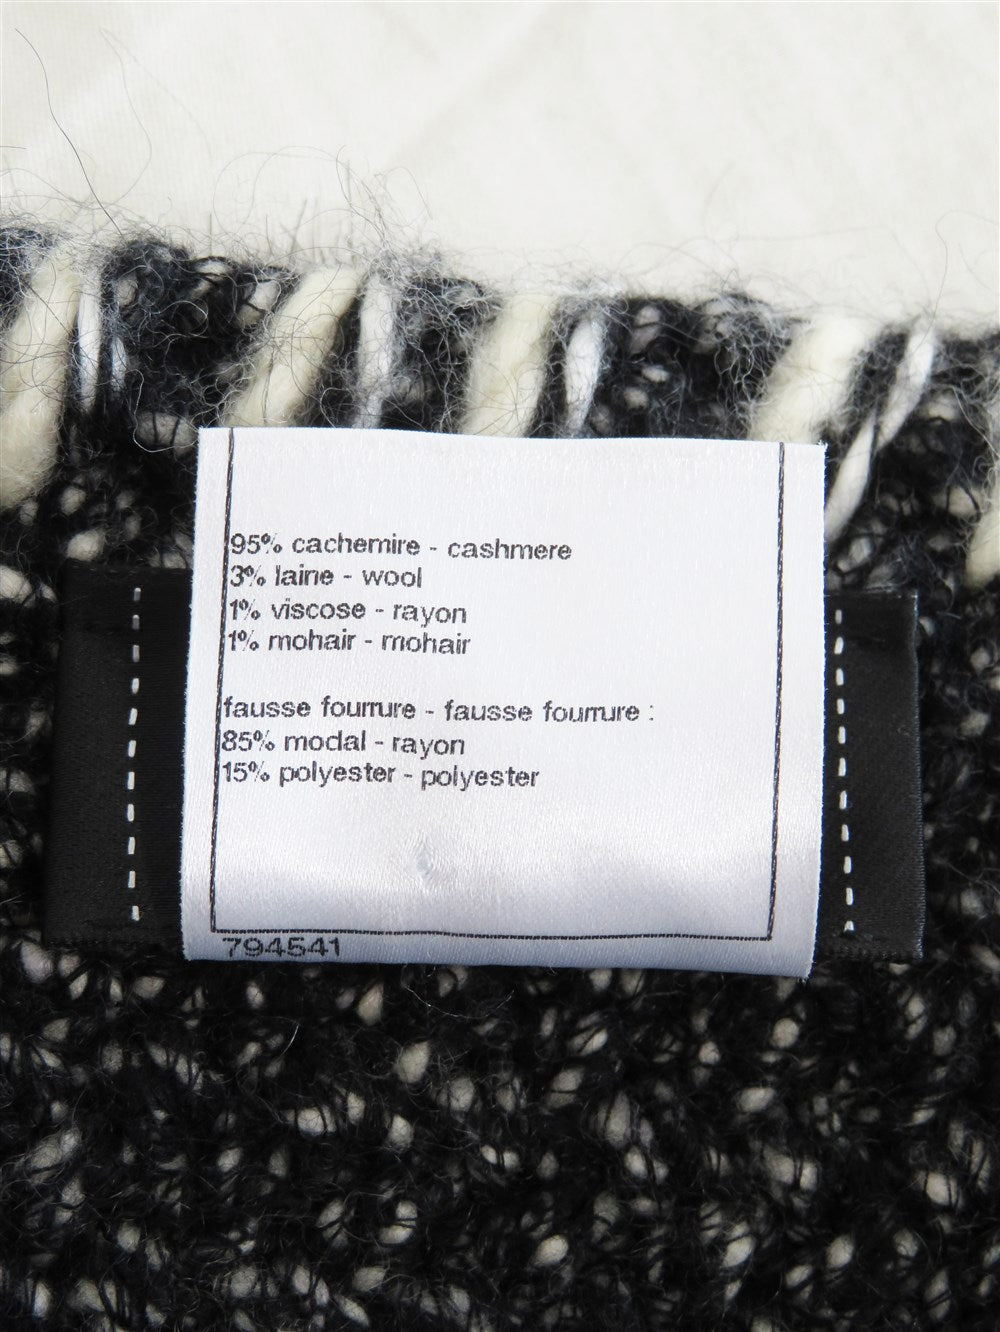 95% cachemire - cashmere
3% laine - wool
1% viscose - rayon
1% mohair - mohair
fausse fourrure - fausse fourrure :
85% modal - rayon
15% polyester - polyester
794541